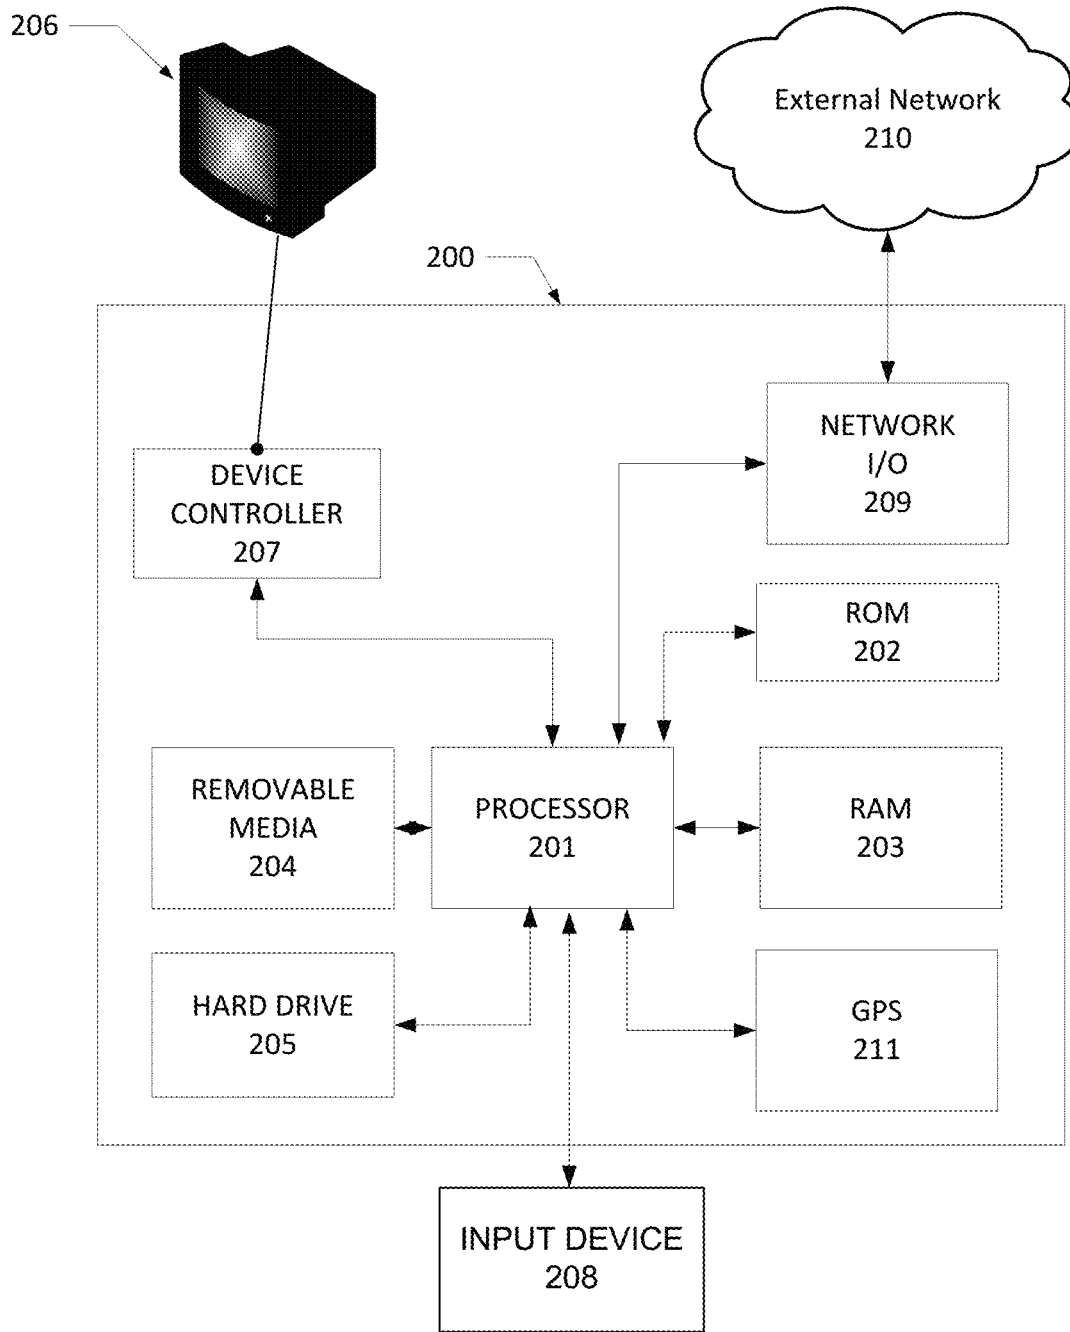 206
External Network
210
200
NETWORK
I/O
209
DEVICE
CONTROLLER
207
ROM
202
REMOVABLE
MEDIA
204
PROCESSOR
201
RAM
203
HARD DRIVE
205
GPS
211
INPUT DEVICE
208